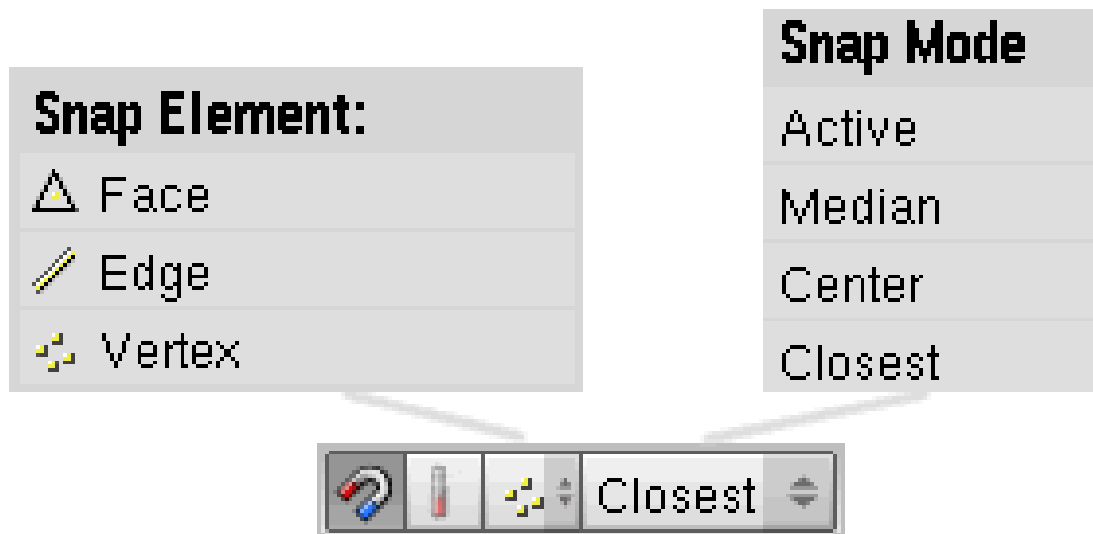 Snap Element:
Face
Edge
Vertex
Snap Mode
Active
Median
Center
Closest
Closest